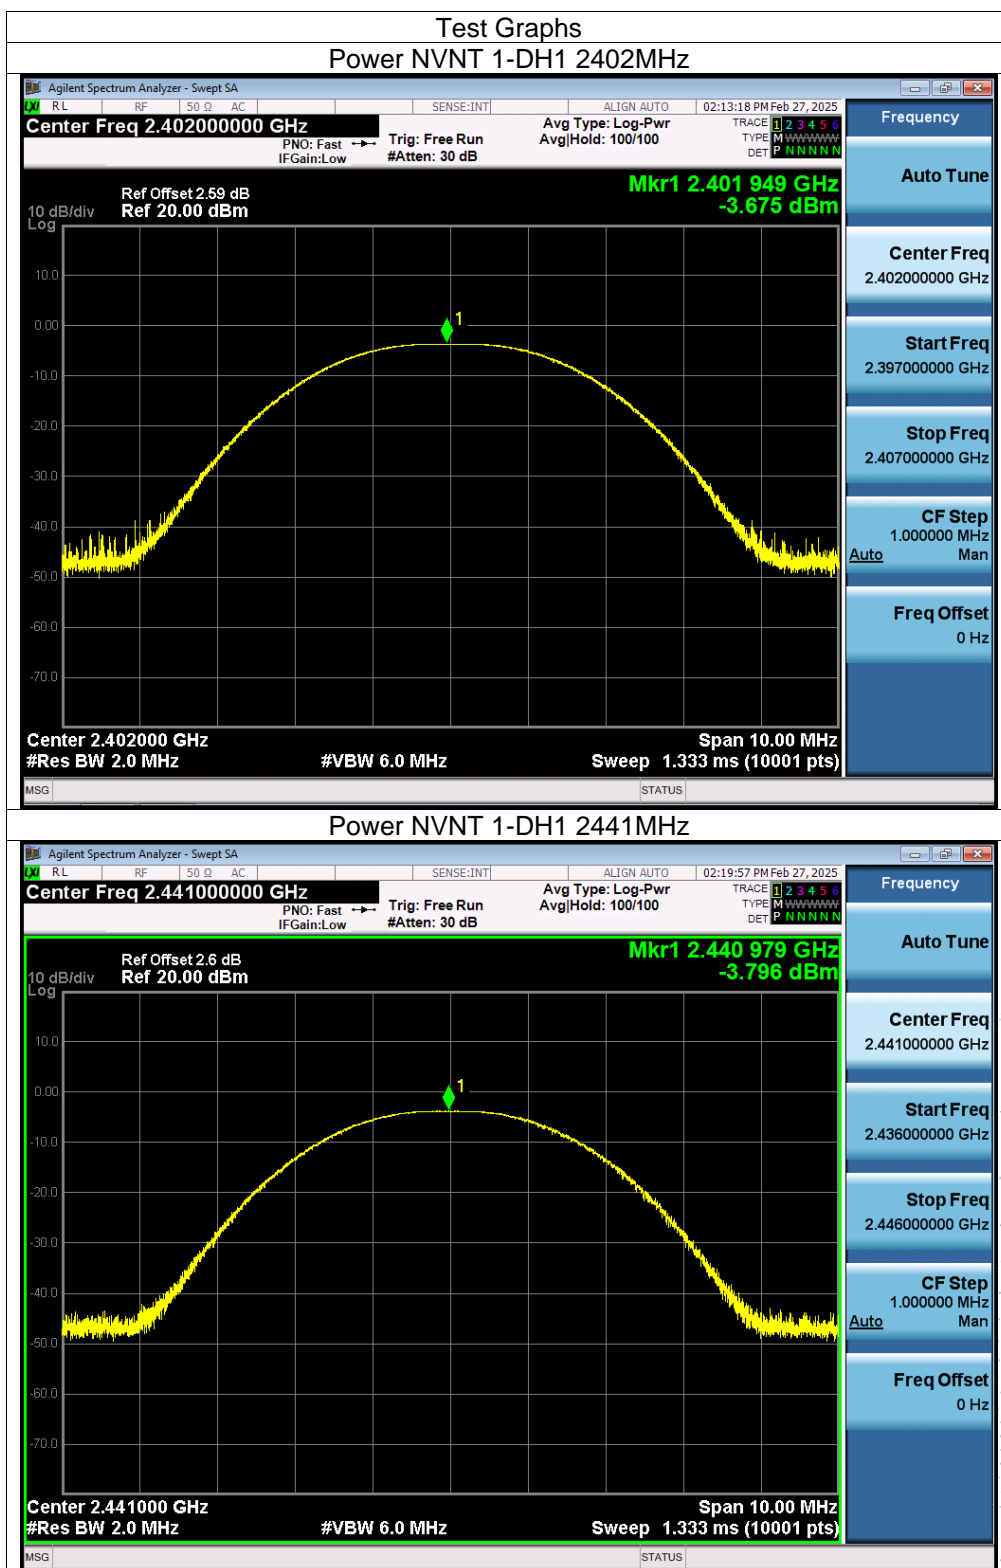 Test Graphs
Power NVNT 1-DH1 2402MHz
Agilent Spectrum Analyzer - Swept SA
LXI RL RF 50 Ω AC SENSE:INT ALIGN AUTO 02:13:18 PM Feb 27, 2025
Center Freq 2.402000000 GHz
PNO: Fast
IFGain:Low
Trig: Free Run
#Atten: 30 dB
Avg Type: Log-Pwr
Avg|Hold: 100/100
TRACE 1 2 3 4 5 6
TYPE M W W W W W
DET P N N N N N
Frequency
Auto Tune
Center Freq
2.402000000 GHz
Start Freq
2.397000000 GHz
Stop Freq
2.407000000 GHz
CF Step
1.000000 MHz
Auto Man
Freq Offset
0 Hz
Mkr1 2.401 949 GHz
-3.675 dBm
Ref Offset 2.59 dB
10 dB/div Ref 20.00 dBm
Log
1
10.0
0.00
-10.0
-20.0
-30.0
-40.0
-50.0
-60.0
-70.0
Center 2.402000 GHz Span 10.00 MHz
#Res BW 2.0 MHz #VBW 6.0 MHz Sweep 1.333 ms (10001 pts)
MSG STATUS
Power NVNT 1-DH1 2441MHz
Agilent Spectrum Analyzer - Swept SA
LXI RL RF 50 Ω AC SENSE:INT ALIGN AUTO 02:19:57 PM Feb 27, 2025
Center Freq 2.441000000 GHz
PNO: Fast
IFGain:Low
Trig: Free Run
#Atten: 30 dB
Avg Type: Log-Pwr
Avg|Hold: 100/100
TRACE 1 2 3 4 5 6
TYPE M W W W W W
DET P N N N N N
Frequency
Auto Tune
Center Freq
2.441000000 GHz
Start Freq
2.436000000 GHz
Stop Freq
2.446000000 GHz
CF Step
1.000000 MHz
Auto Man
Freq Offset
0 Hz
Mkr1 2.440 979 GHz
-3.796 dBm
Ref Offset 2.6 dB
10 dB/div Ref 20.00 dBm
Log
1
10.0
0.00
-10.0
-20.0
-30.0
-40.0
-50.0
-60.0
-70.0
Center 2.441000 GHz Span 10.00 MHz
#Res BW 2.0 MHz #VBW 6.0 MHz Sweep 1.333 ms (10001 pts)
MSG STATUS